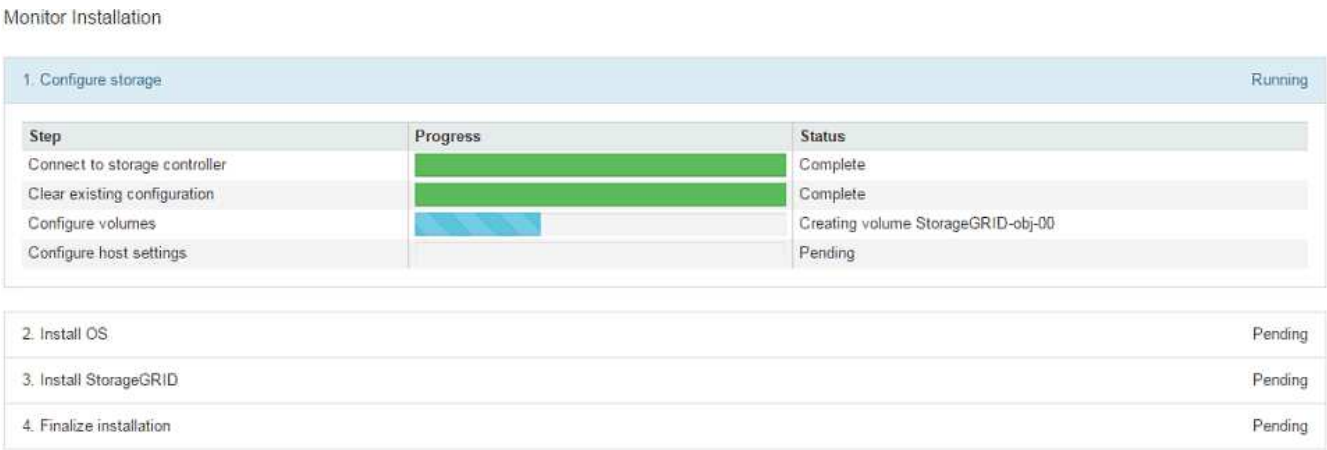 Monitor Installation
1. Configure storage Running
Step Progress Status
Connect to storage controller Complete
Clear existing configuration Complete
Configure volumes Creating volume StorageGRID-obj-00
Configure host settings Pending
2. Install OS Pending
3. Install StorageGRID Pending
4. Finalize installation Pending